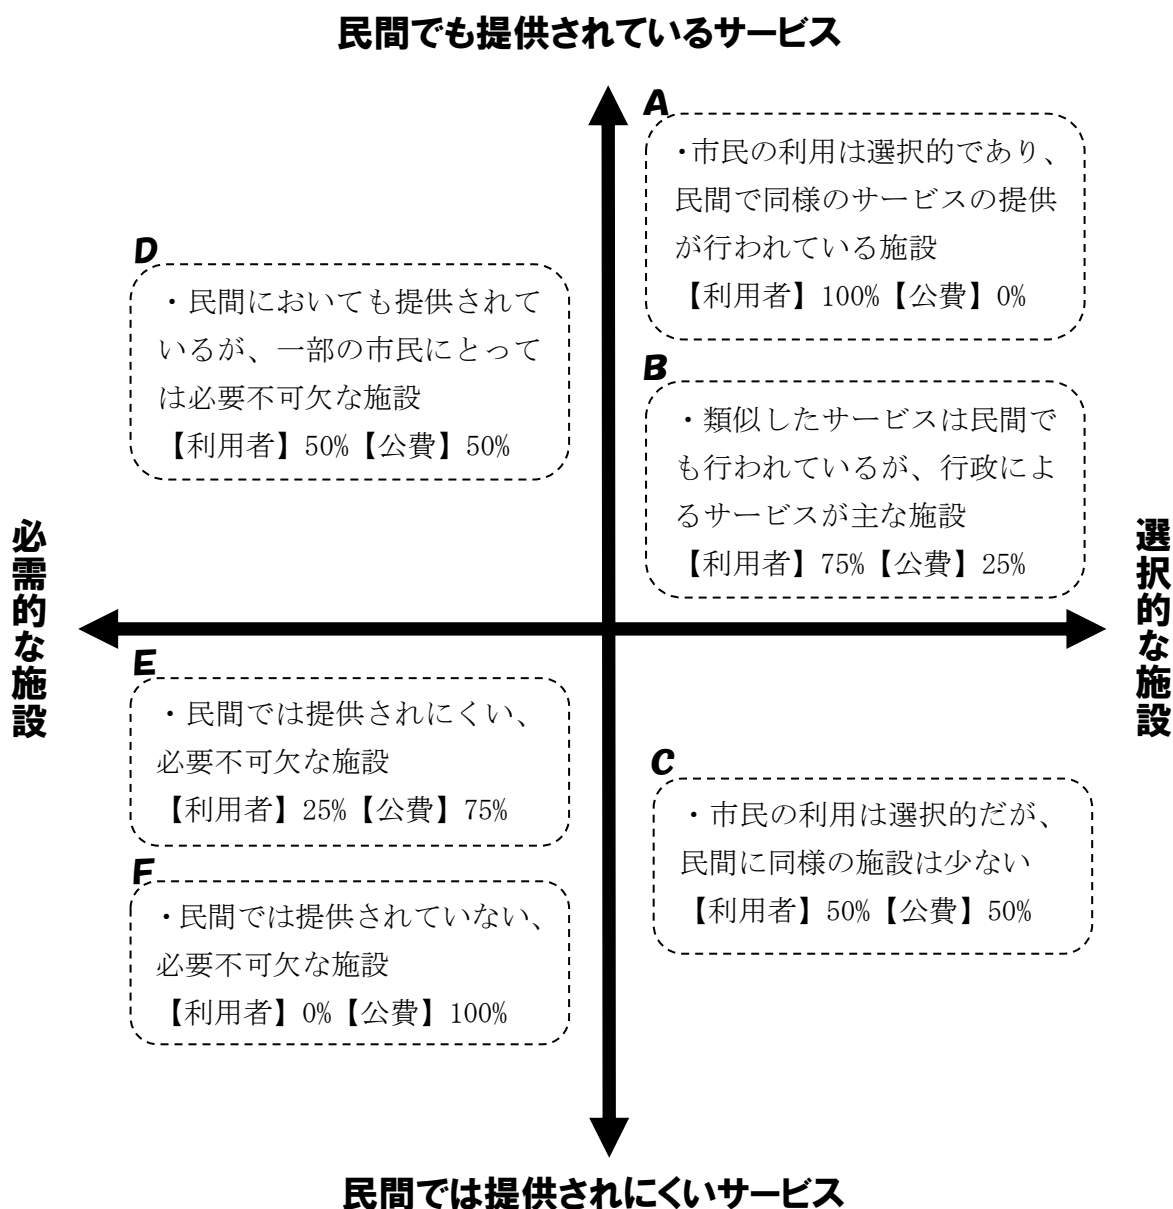 民間でも提供されているサービス
A
・市民の利用は選択的であり、
民間で同様のサービスの提供
が行われている施設
【利用者】100%【公費】0%
D
・民間においても提供されて
いるが、一部の市民にとって
は必要不可欠な施設
【利用者】50%【公費】50%
B
・類似したサービスは民間で
も行われているが、行政によ
るサービスが主な施設
【利用者】75%【公費】25%
必需的な施設
選択的な施設
E
・民間では提供されにくい、
必要不可欠な施設
【利用者】25%【公費】75%
C
・市民の利用は選択的だが、
民間に同様の施設は少ない
【利用者】50%【公費】50%
F
・民間では提供されていない、
必要不可欠な施設
【利用者】0%【公費】100%
民間では提供されにくいサービス